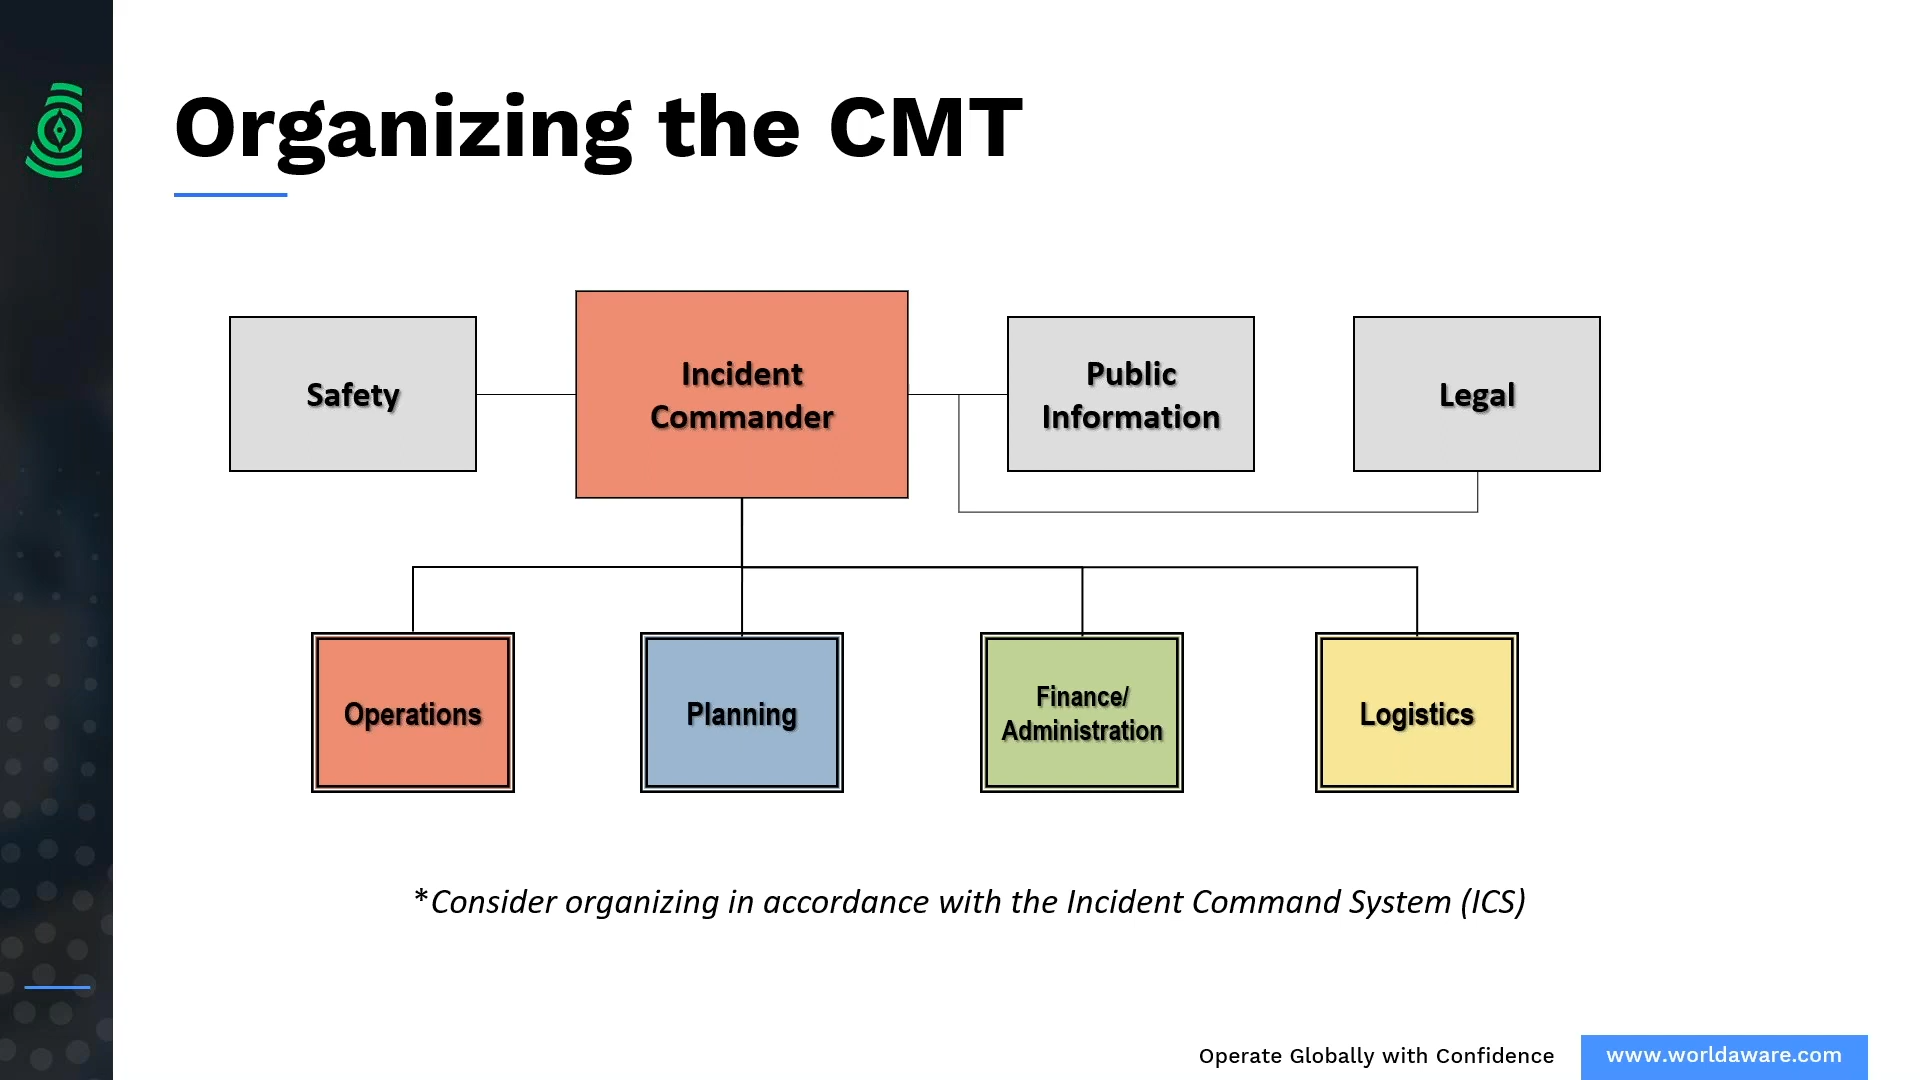 Organizing the CMT
Safety
Incident
Commander
Public
Information
Legal
Operations
Planning
Finance/
Administration
Logistics
*Consider organizing in accordance with the Incident Command System (ICS)
Operate Globally with Confidence
www.worldaware.com